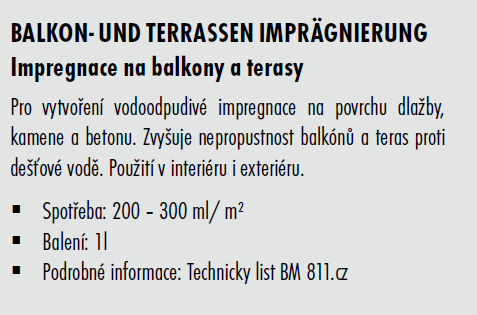 BALKON- UND TERRASSEN IMPRÄGNIERUNG
Impregnace na balkony a terasy
Pro vytvoření vodoodpudivé impregnace na povrchu dlažby,
kamene a betonu. Zvyšuje nepropustnost balkónů a teras proti
dešťové vodě. Použití v interiéru i exteriéru.
▪ Spotřeba: 200 – 300 ml/ m²
▪ Balení: 1l
▪ Podrobné informace: Technicky list BM 811.cz